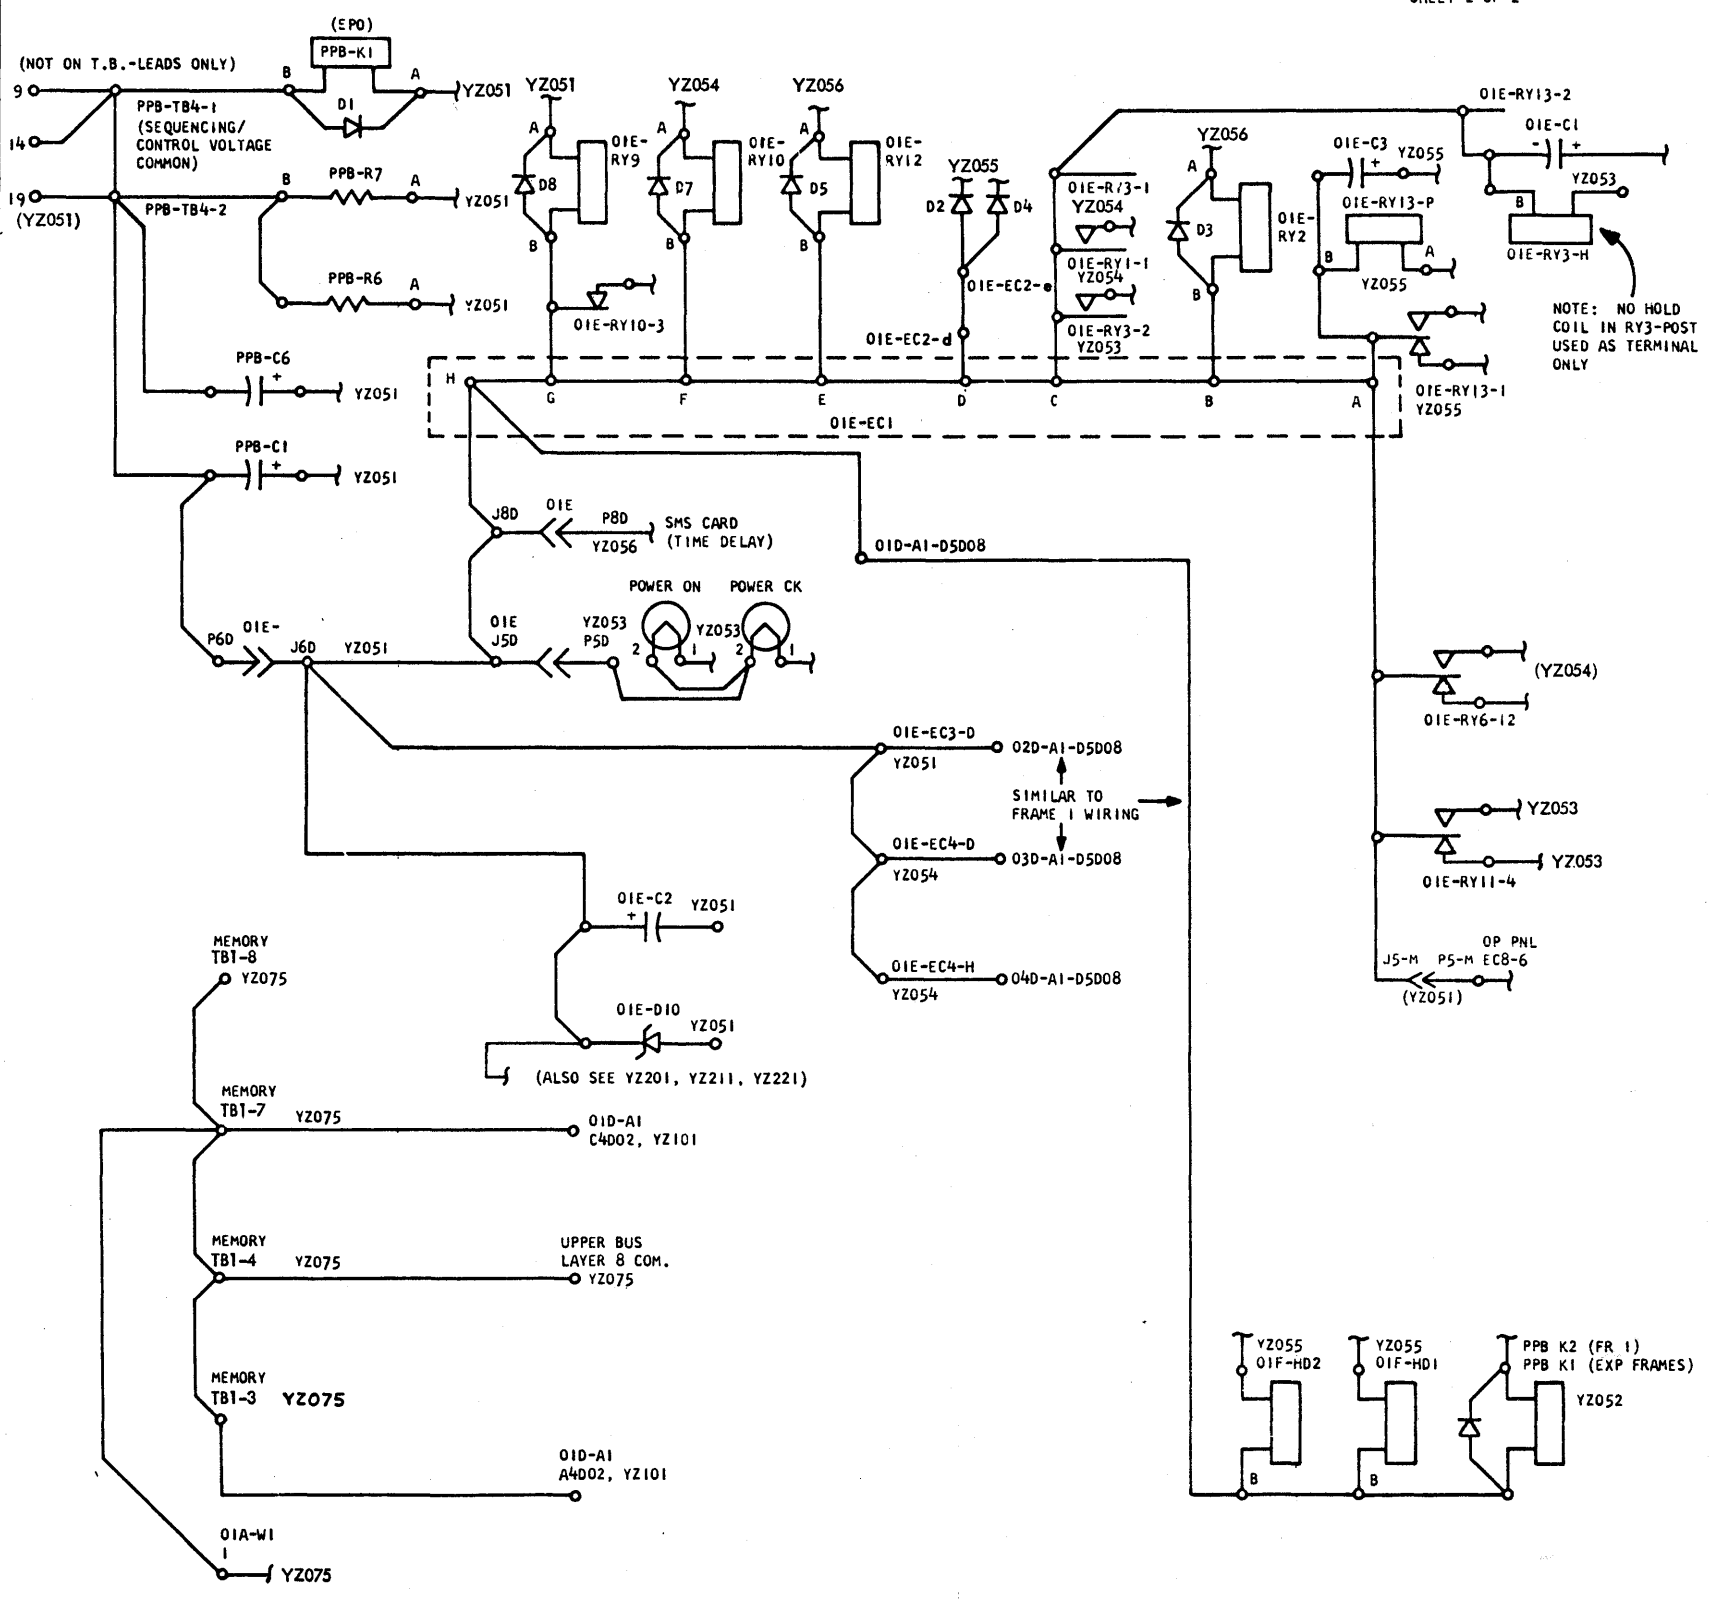 (EPO)
PPB-K1
(NOT ON T.B.-LEADS ONLY)
B
A
9
YZ051
D1
PPB-TB4-1
(SEQUENCING/
CONTROL VOLTAGE
COMMON)
14
19
(YZ051)
PPB-TB4-2
B
PPB-R7
A
YZ051
PPB-R6
A
YZ051
PPB-C6
+
YZ051
PPB-C1
+
YZ051
YZ051
A
01E-
RY9
D8
B
01E-RY10-3
YZ054
A
01E-
RY10
D7
B
YZ056
A
01E-
RY12
D5
B
YZ055
D2
D4
01E-EC2-e
01E-EC2-d
01E-RY3-1
YZ054
01E-RY1-1
YZ054
01E-RY3-2
YZ053
YZ056
A
D3
01E-
RY2
B
01E-RY13-2
01E-C1
- +
01E-C3
+
YZ055
YZ053
B
01E-RY3-H
01E-RY13-P
B
A
YZ055
NOTE: NO HOLD
COIL IN RY3-POST
USED AS TERMINAL
ONLY
01E-RY13-1
YZ055
H
G
F
E
D
C
B
A
01E-EC1
J8D
01E
P8D
YZ056
SMS CARD
(TIME DELAY)
01D-A1-D5D08
POWER ON
POWER CK
P6D
01E-
J6D
YZ051
01E
J5D
YZ053
P5D
2
1
YZ053
2
1
(YZ054)
01E-RY6-12
01E-EC3-D
YZ051
02D-A1-D5D08
SIMILAR TO
FRAME 1 WIRING
01E-EC4-D
YZ054
03D-A1-D5D08
YZ053
YZ053
01E-RY11-4
01E-C2
+
YZ051
01E-EC4-H
YZ054
04D-A1-D5D08
OP PNL
J5-M P5-M EC8-6
(YZ051)
MEMORY
TB1-8
YZ075
01E-D10
YZ051
(ALSO SEE YZ201, YZ211, YZ221)
MEMORY
TB1-7
YZ075
01D-A1
C4D02, YZ101
MEMORY
TB1-4
YZ075
UPPER BUS
LAYER 8 COM.
YZ075
MEMORY
TB1-3
YZ075
01D-A1
A4D02, YZ101
01A-W1
1
YZ075
YZ055
01F-HD2
B
YZ055
01F-HD1
B
PPB K2 (FR 1)
PPB K1 (EXP FRAMES)
YZ052